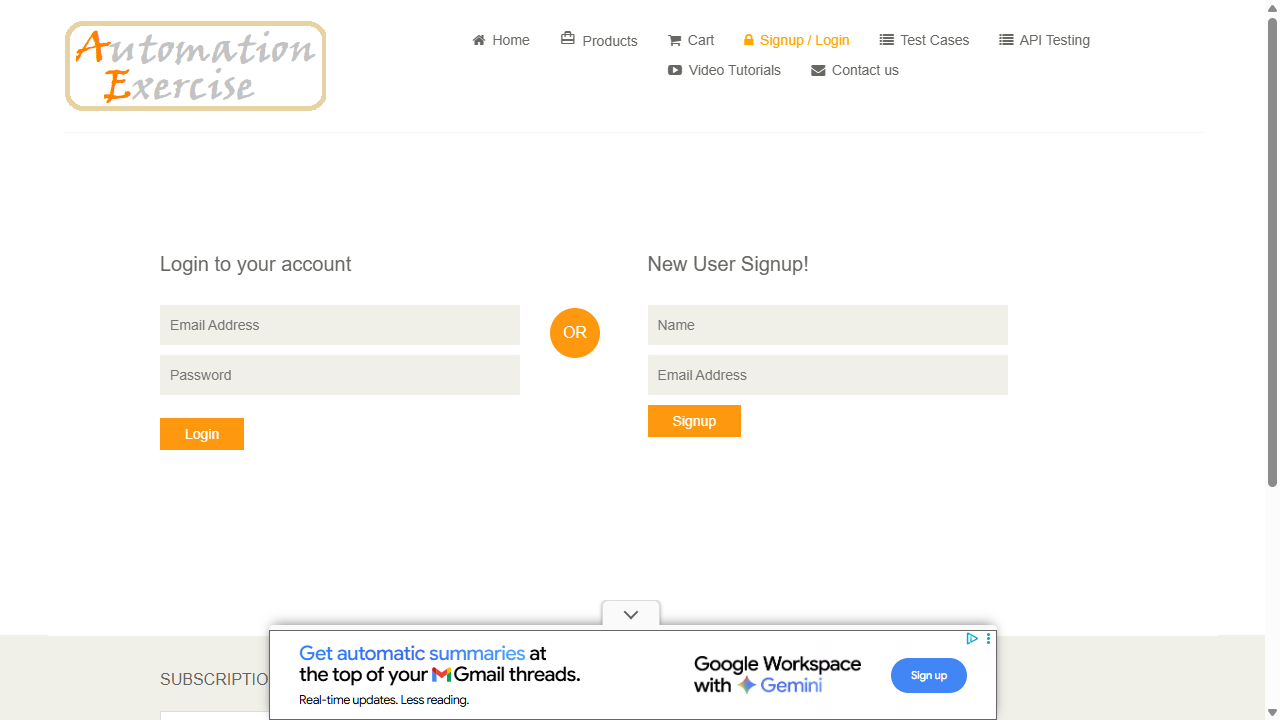 Automation
Exercise
Home
Products
Cart
Signup / Login
Test Cases
API Testing
Video Tutorials
Contact us
Login to your account
Email Address
Password
Login
OR
New User Signup!
Name
Email Address
Signup
SUBSCRIPTIO
Get automatic summaries at
the top of your Gmail threads.
Real-time updates. Less reading.
Google Workspace
with Gemini
Sign up